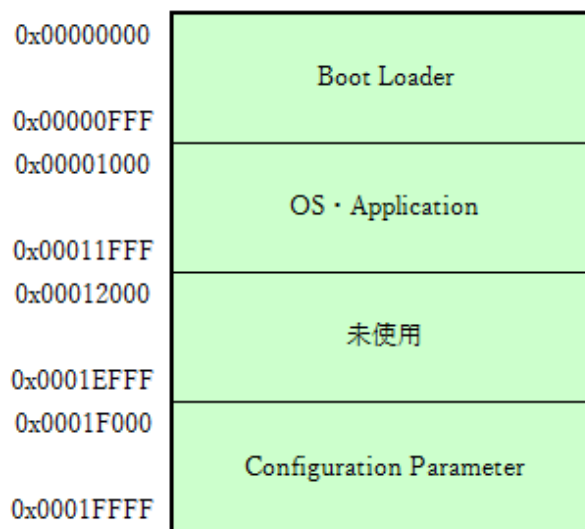 0x00000000
Boot Loader
0x00000FFF
0x00001000
OS・Application
0x00011FFF
0x00012000
未使用
0x0001EFFF
0x0001F000
Configuration Parameter
0x0001FFFF